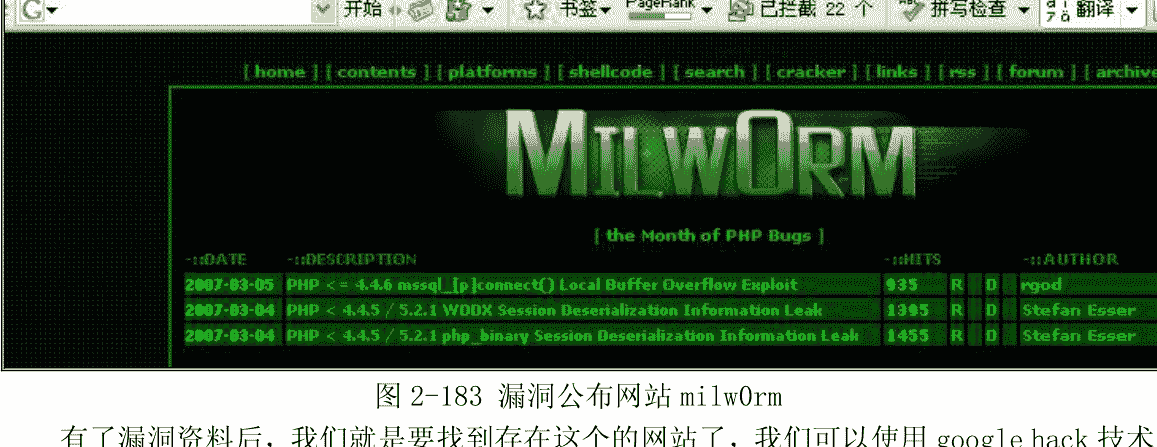 G 开始 书签 PageRank 已拦截 22 个 拼写检查 翻译
[ home ] [ contents ] [ platforms ] [ shellcode ] [ search ] [ cracker ] [ links ] [ rss ] [ forum ] [ archive
MILW0RM
[ the Month of PHP Bugs ]
-::DATE -::DESCRIPTION -::HITS -::AUTHOR
2007-03-05 PHP <= 4.4.6 mssql_[p]connect() Local Buffer Overflow Exploit 935 R D rgod
2007-03-04 PHP < 4.4.5 / 5.2.1 WDDX Session Deserialization Information Leak 1395 R D Stefan Esser
2007-03-04 PHP < 4.4.5 / 5.2.1 php_binary Session Deserialization Information Leak 1455 R D Stefan Esser
图 2-183 漏洞公布网站 milw0rm
有了漏洞资料后，我们就是要找到存在这个的网站了，我们可以使用 google hack 技术